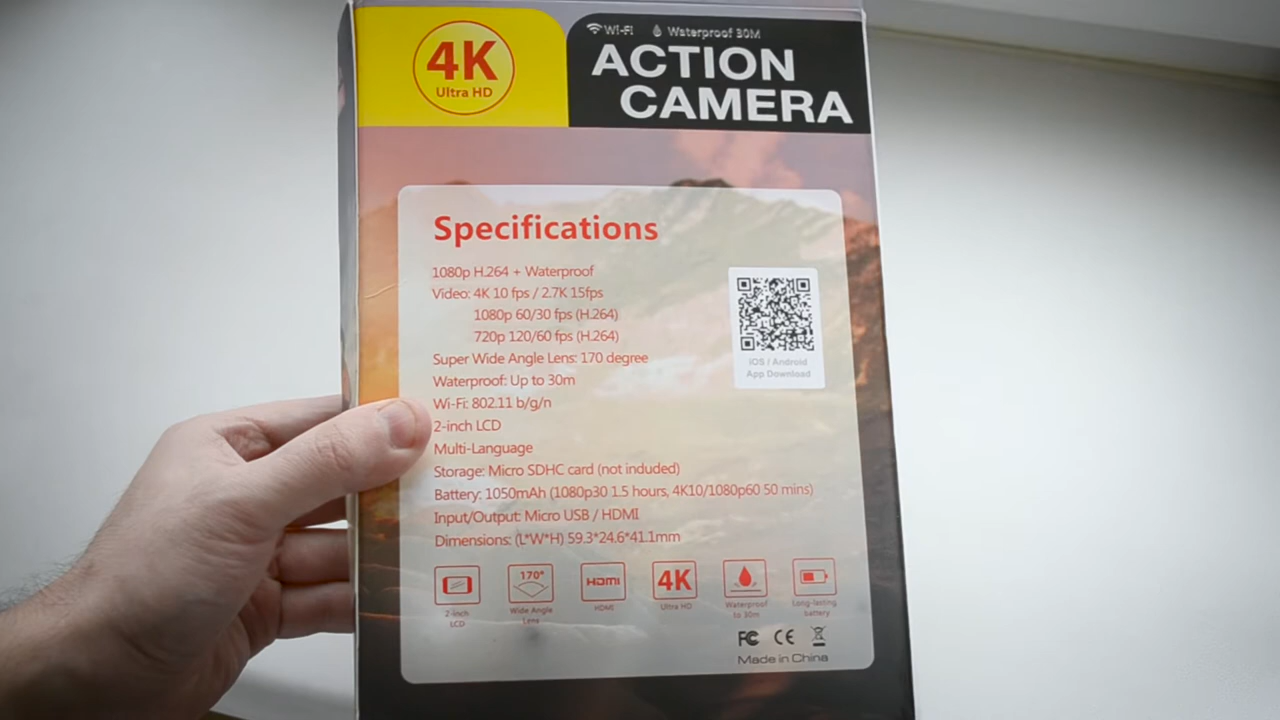 4K
Ultra HD
Wi-Fi Waterproof 30M
ACTION
CAMERA
Specifications
1080p H.264 + Waterproof
Video: 4K 10 fps / 2.7K 15fps
1080p 60/30 fps (H.264)
720p 120/60 fps (H.264)
Super Wide Angle Lens: 170 degree
Waterproof: Up to 30m
Wi-Fi: 802.11 b/g/n
2-inch LCD
Multi-Language
Storage: Micro SDHC card (not included)
Battery: 1050mAh (1080p30 1.5 hours, 4K10/1080p60 50 mins)
Input/Output: Micro USB / HDMI
Dimensions: (L*W*H) 59.3*24.6*41.1mm
iOS / Android
App Download
170°
HDMI
4K
2-inch
LCD
Wide Angle
Lens
HDMI
Ultra HD
Waterproof
to 30m
Long-lasting
battery
FC CE
Made in China